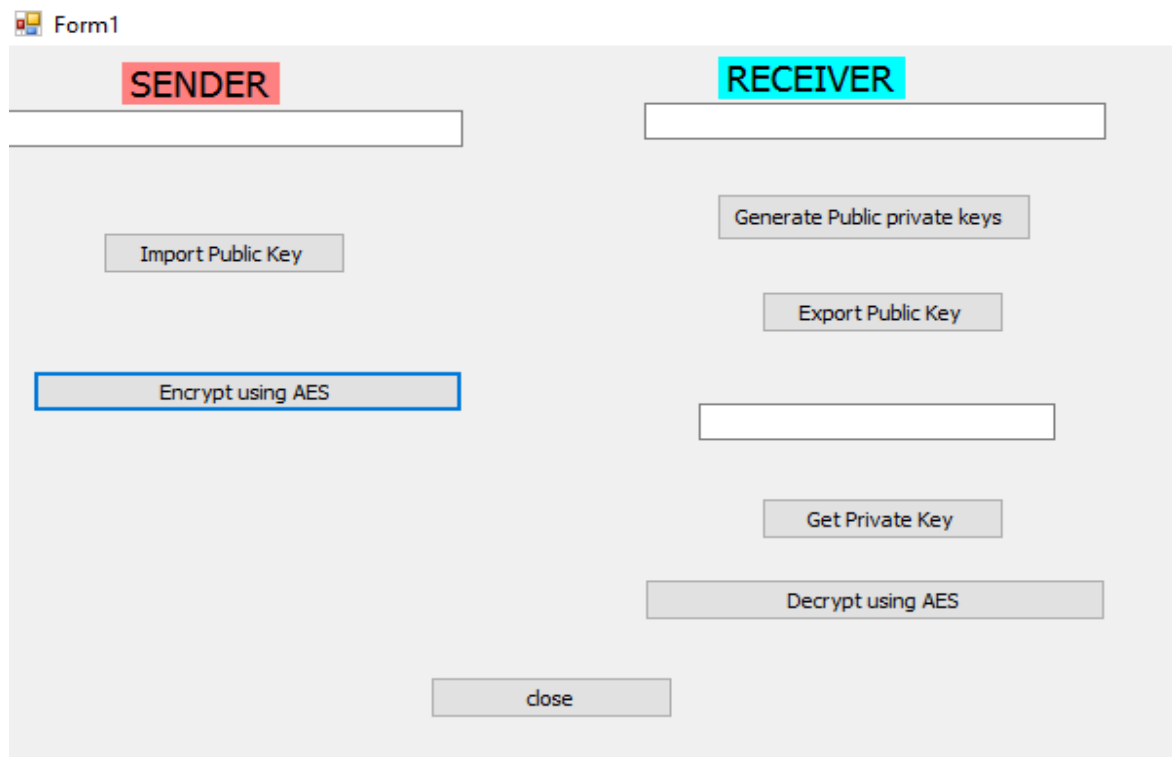 Form1
SENDER
RECEIVER
Generate Public private keys
Import Public Key
Export Public Key
Encrypt using AES
Get Private Key
Decrypt using AES
close